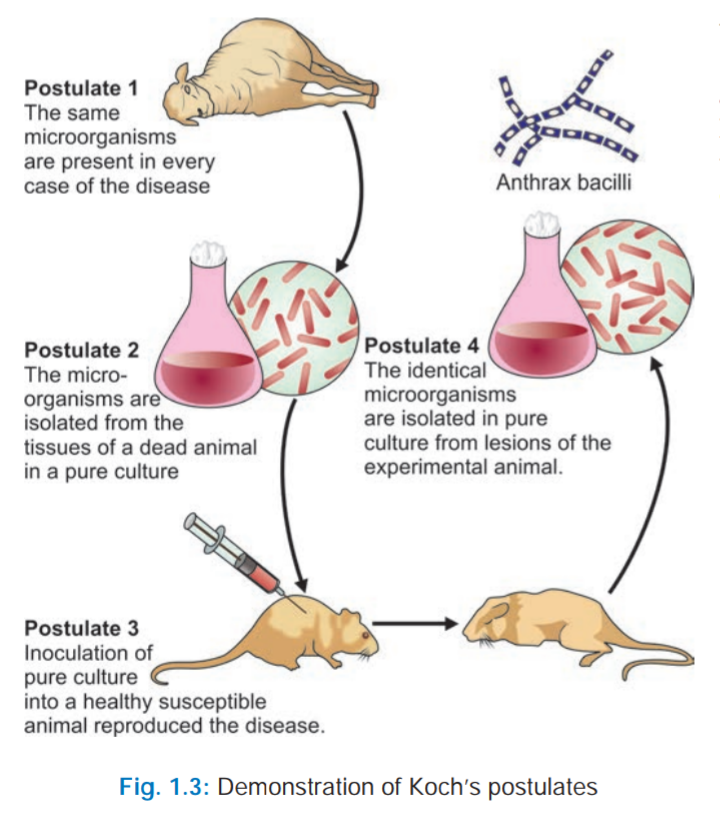 Postulate 1
The same
microorganisms
are present in every
case of the disease
Anthrax bacilli
Postulate 2
The micro-
organisms are
isolated from the
tissues of a dead animal
in a pure culture
Postulate 4
The identical
microorganisms
are isolated in pure
culture from lesions of the
experimental animal.
Postulate 3
Inoculation of
pure culture
into a healthy susceptible
animal reproduced the disease.
Fig. 1.3: Demonstration of Koch's postulates